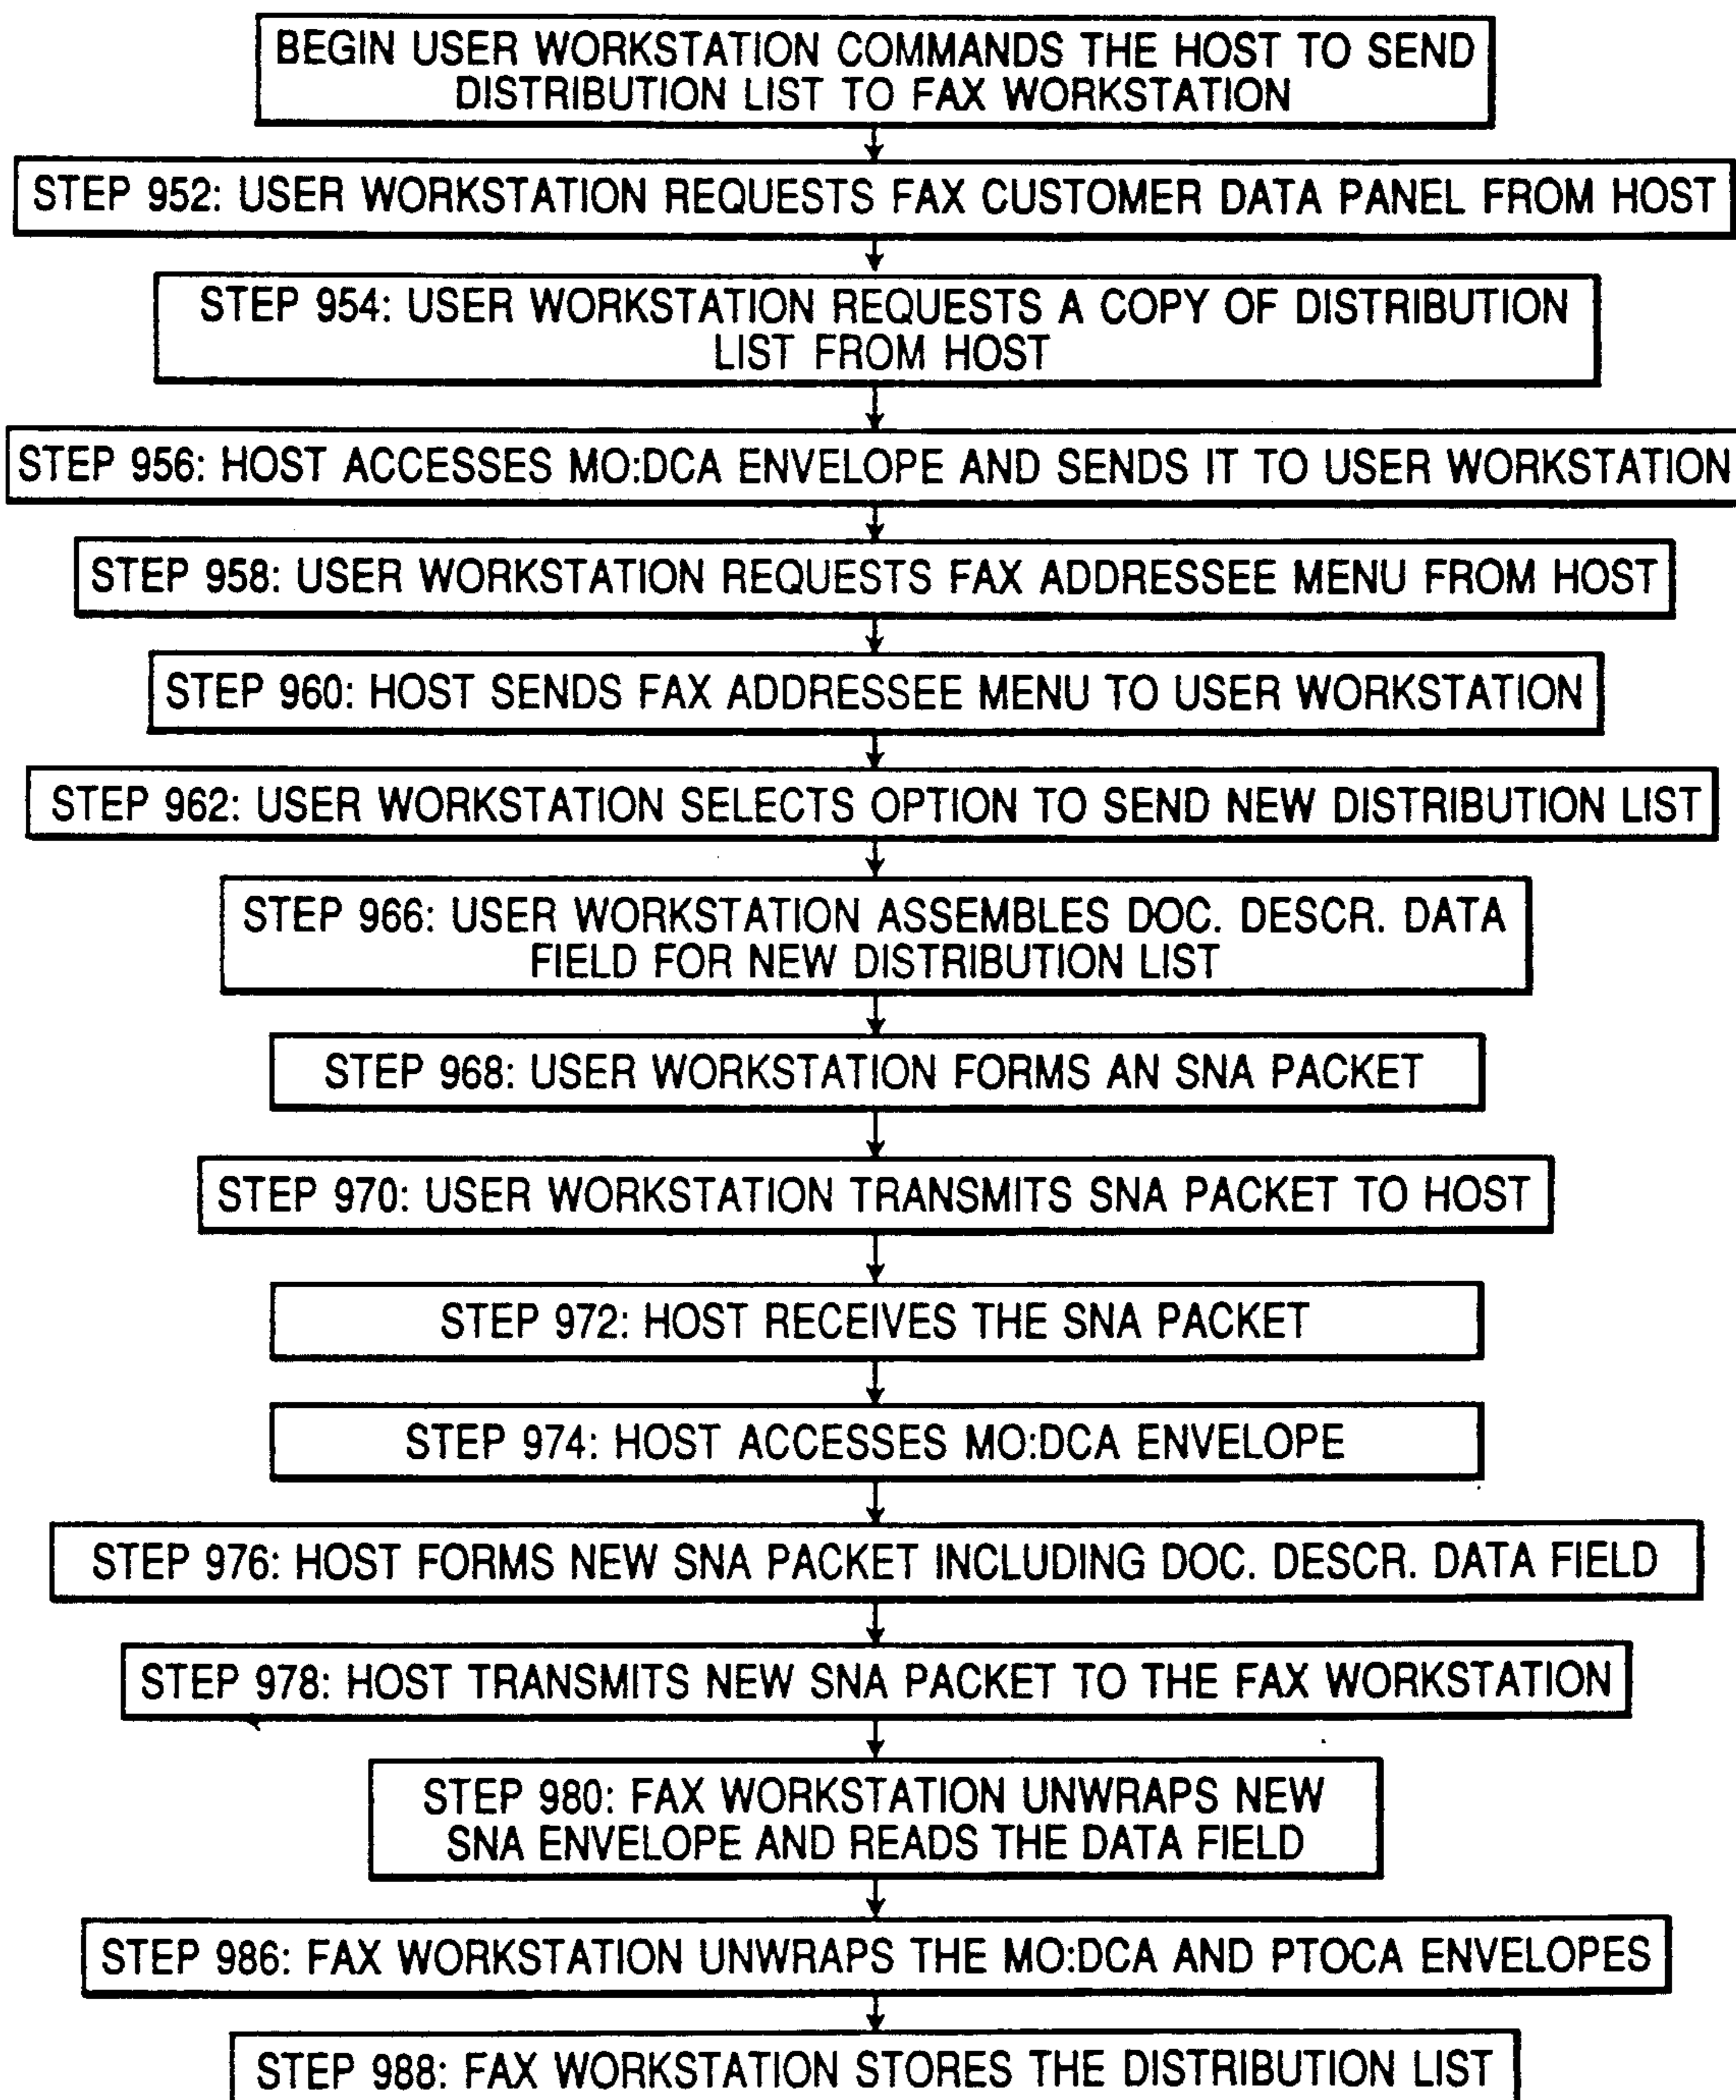 BEGIN USER WORKSTATION COMMANDS THE HOST TO SEND
DISTRIBUTION LIST TO FAX WORKSTATION
STEP 952: USER WORKSTATION REQUESTS FAX CUSTOMER DATA PANEL FROM HOST
STEP 954: USER WORKSTATION REQUESTS A COPY OF DISTRIBUTION
LIST FROM HOST
STEP 956: HOST ACCESSES MO:DCA ENVELOPE AND SENDS IT TO USER WORKSTATION
STEP 958: USER WORKSTATION REQUESTS FAX ADDRESSEE MENU FROM HOST
STEP 960: HOST SENDS FAX ADDRESSEE MENU TO USER WORKSTATION
STEP 962: USER WORKSTATION SELECTS OPTION TO SEND NEW DISTRIBUTION LIST
STEP 966: USER WORKSTATION ASSEMBLES DOC. DESCR. DATA
FIELD FOR NEW DISTRIBUTION LIST
STEP 968: USER WORKSTATION FORMS AN SNA PACKET
STEP 970: USER WORKSTATION TRANSMITS SNA PACKET TO HOST
STEP 972: HOST RECEIVES THE SNA PACKET
STEP 974: HOST ACCESSES MO:DCA ENVELOPE
STEP 976: HOST FORMS NEW SNA PACKET INCLUDING DOC. DESCR. DATA FIELD
STEP 978: HOST TRANSMITS NEW SNA PACKET TO THE FAX WORKSTATION
STEP 980: FAX WORKSTATION UNWRAPS NEW
SNA ENVELOPE AND READS THE DATA FIELD
STEP 986: FAX WORKSTATION UNWRAPS THE MO:DCA AND PTOCA ENVELOPES
STEP 988: FAX WORKSTATION STORES THE DISTRIBUTION LIST